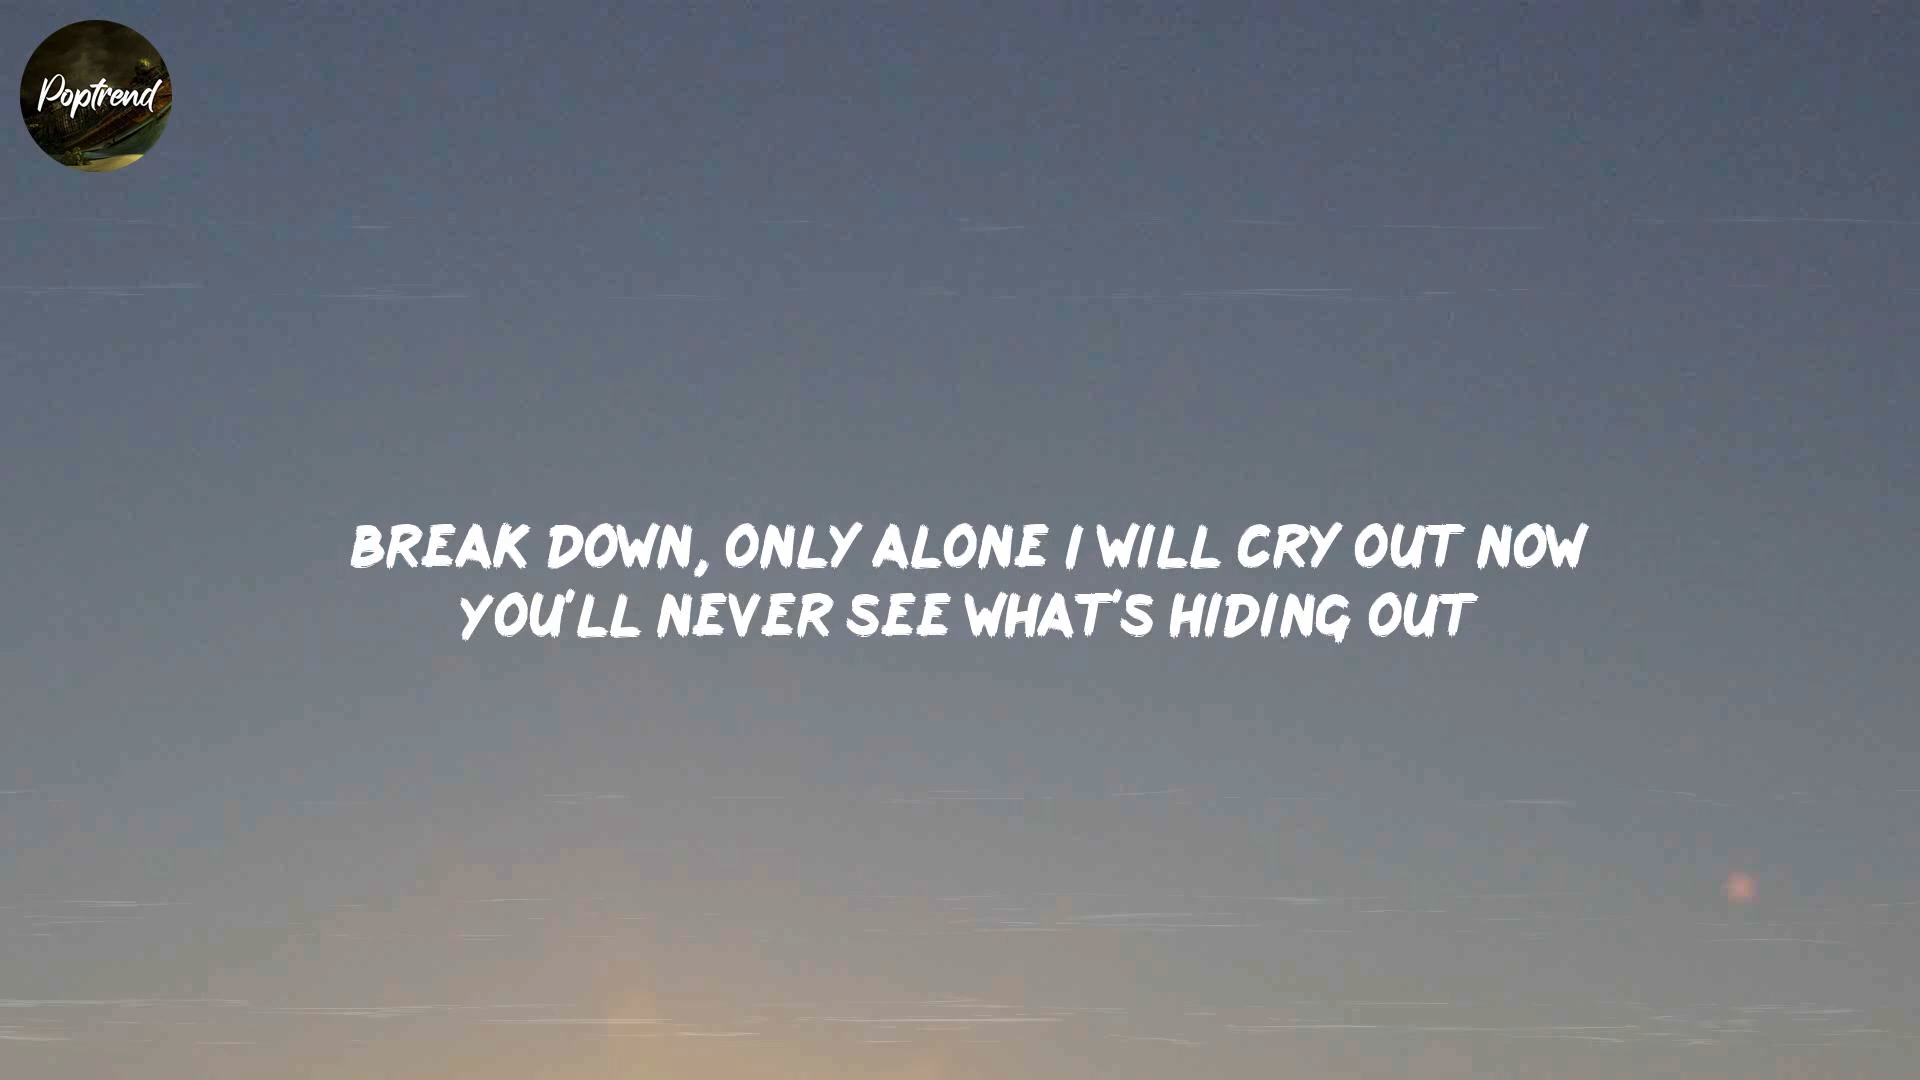 Poptrend
BREAK DOWN, ONLY ALONE I WILL CRY OUT NOW
YOU'LL NEVER SEE WHAT'S HIDING OUT